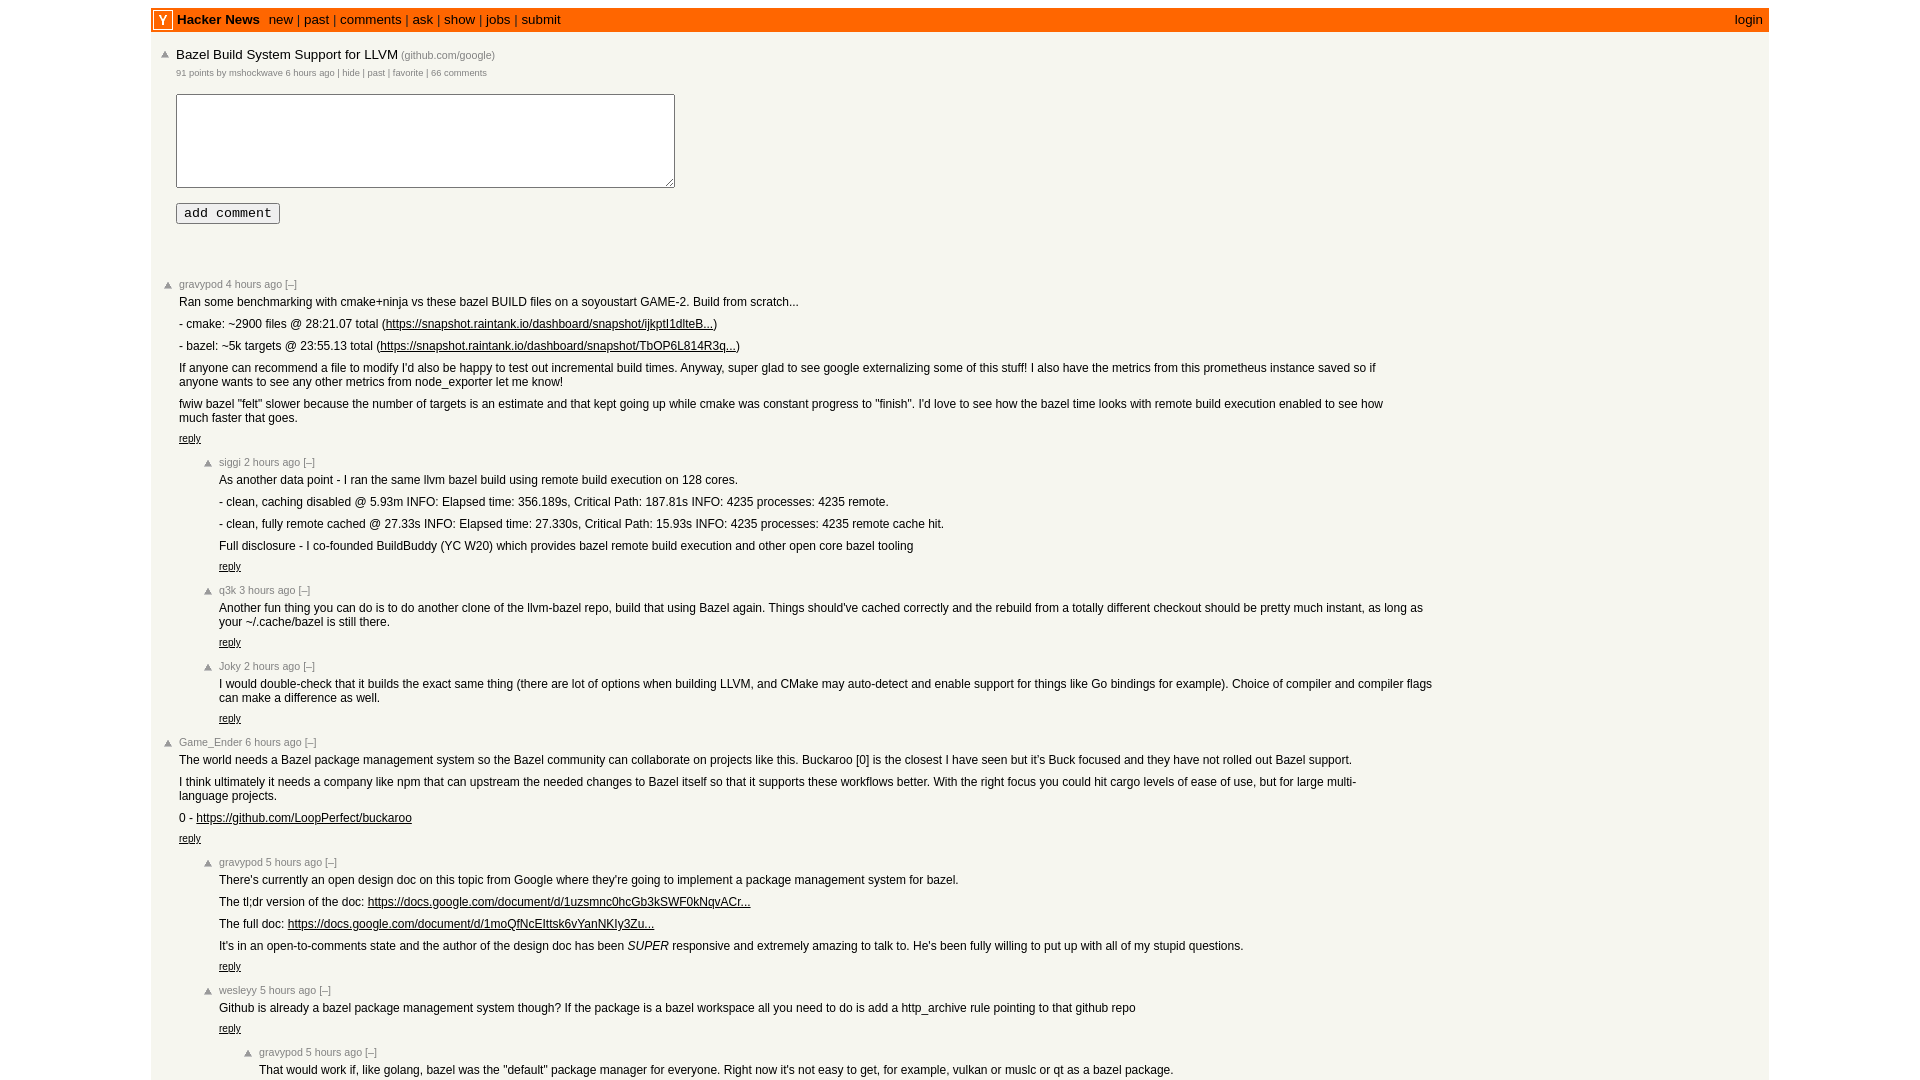 Y Hacker News new | past | comments | ask | show | jobs | submit login
Bazel Build System Support for LLVM (github.com/google)
91 points by mshockwave 6 hours ago | hide | past | favorite | 66 comments
add comment
gravypod 4 hours ago [–]
Ran some benchmarking with cmake+ninja vs these bazel BUILD files on a soyoustart GAME-2. Build from scratch...
- cmake: ~2900 files @ 28:21.07 total (https://snapshot.raintank.io/dashboard/snapshot/ijkptI1dlteB...)
- bazel: ~5k targets @ 23:55.13 total (https://snapshot.raintank.io/dashboard/snapshot/TbOP6L814R3q...)
If anyone can recommend a file to modify I'd also be happy to test out incremental build times. Anyway, super glad to see google externalizing some of this stuff! I also have the metrics from this prometheus instance saved so if
anyone wants to see any other metrics from node_exporter let me know!
fwiw bazel "felt" slower because the number of targets is an estimate and that kept going up while cmake was constant progress to "finish". I'd love to see how the bazel time looks with remote build execution enabled to see how
much faster that goes.
reply
siggi 2 hours ago [–]
As another data point - I ran the same llvm bazel build using remote build execution on 128 cores.
- clean, caching disabled @ 5.93m INFO: Elapsed time: 356.189s, Critical Path: 187.81s INFO: 4235 processes: 4235 remote.
- clean, fully remote cached @ 27.33s INFO: Elapsed time: 27.330s, Critical Path: 15.93s INFO: 4235 processes: 4235 remote cache hit.
Full disclosure - I co-founded BuildBuddy (YC W20) which provides bazel remote build execution and other open core bazel tooling
reply
q3k 3 hours ago [–]
Another fun thing you can do is to do another clone of the llvm-bazel repo, build that using Bazel again. Things should've cached correctly and the rebuild from a totally different checkout should be pretty much instant, as long as
your ~/.cache/bazel is still there.
reply
Joky 2 hours ago [–]
I would double-check that it builds the exact same thing (there are lot of options when building LLVM, and CMake may auto-detect and enable support for things like Go bindings for example). Choice of compiler and compiler flags
can make a difference as well.
reply
Game_Ender 6 hours ago [–]
The world needs a Bazel package management system so the Bazel community can collaborate on projects like this. Buckaroo [0] is the closest I have seen but it's Buck focused and they have not rolled out Bazel support.
I think ultimately it needs a company like npm that can upstream the needed changes to Bazel itself so that it supports these workflows better. With the right focus you could hit cargo levels of ease of use, but for large multi-
language projects.
0 - https://github.com/LoopPerfect/buckaroo
reply
gravypod 5 hours ago [–]
There's currently an open design doc on this topic from Google where they're going to implement a package management system for bazel.
The tl;dr version of the doc: https://docs.google.com/document/d/1uzsmnc0hcGb3kSWF0kNqvACr...
The full doc: https://docs.google.com/document/d/1moQfNcEIttsk6vYanNKIy3Zu...
It's in an open-to-comments state and the author of the design doc has been SUPER responsive and extremely amazing to talk to. He's been fully willing to put up with all of my stupid questions.
reply
wesleyy 5 hours ago [–]
Github is already a bazel package management system though? If the package is a bazel workspace all you need to do is add a http_archive rule pointing to that github repo
reply
gravypod 5 hours ago [–]
That would work if, like golang, bazel was the "default" package manager for everyone. Right now it's not easy to get, for example, vulkan or muslc or qt as a bazel package.